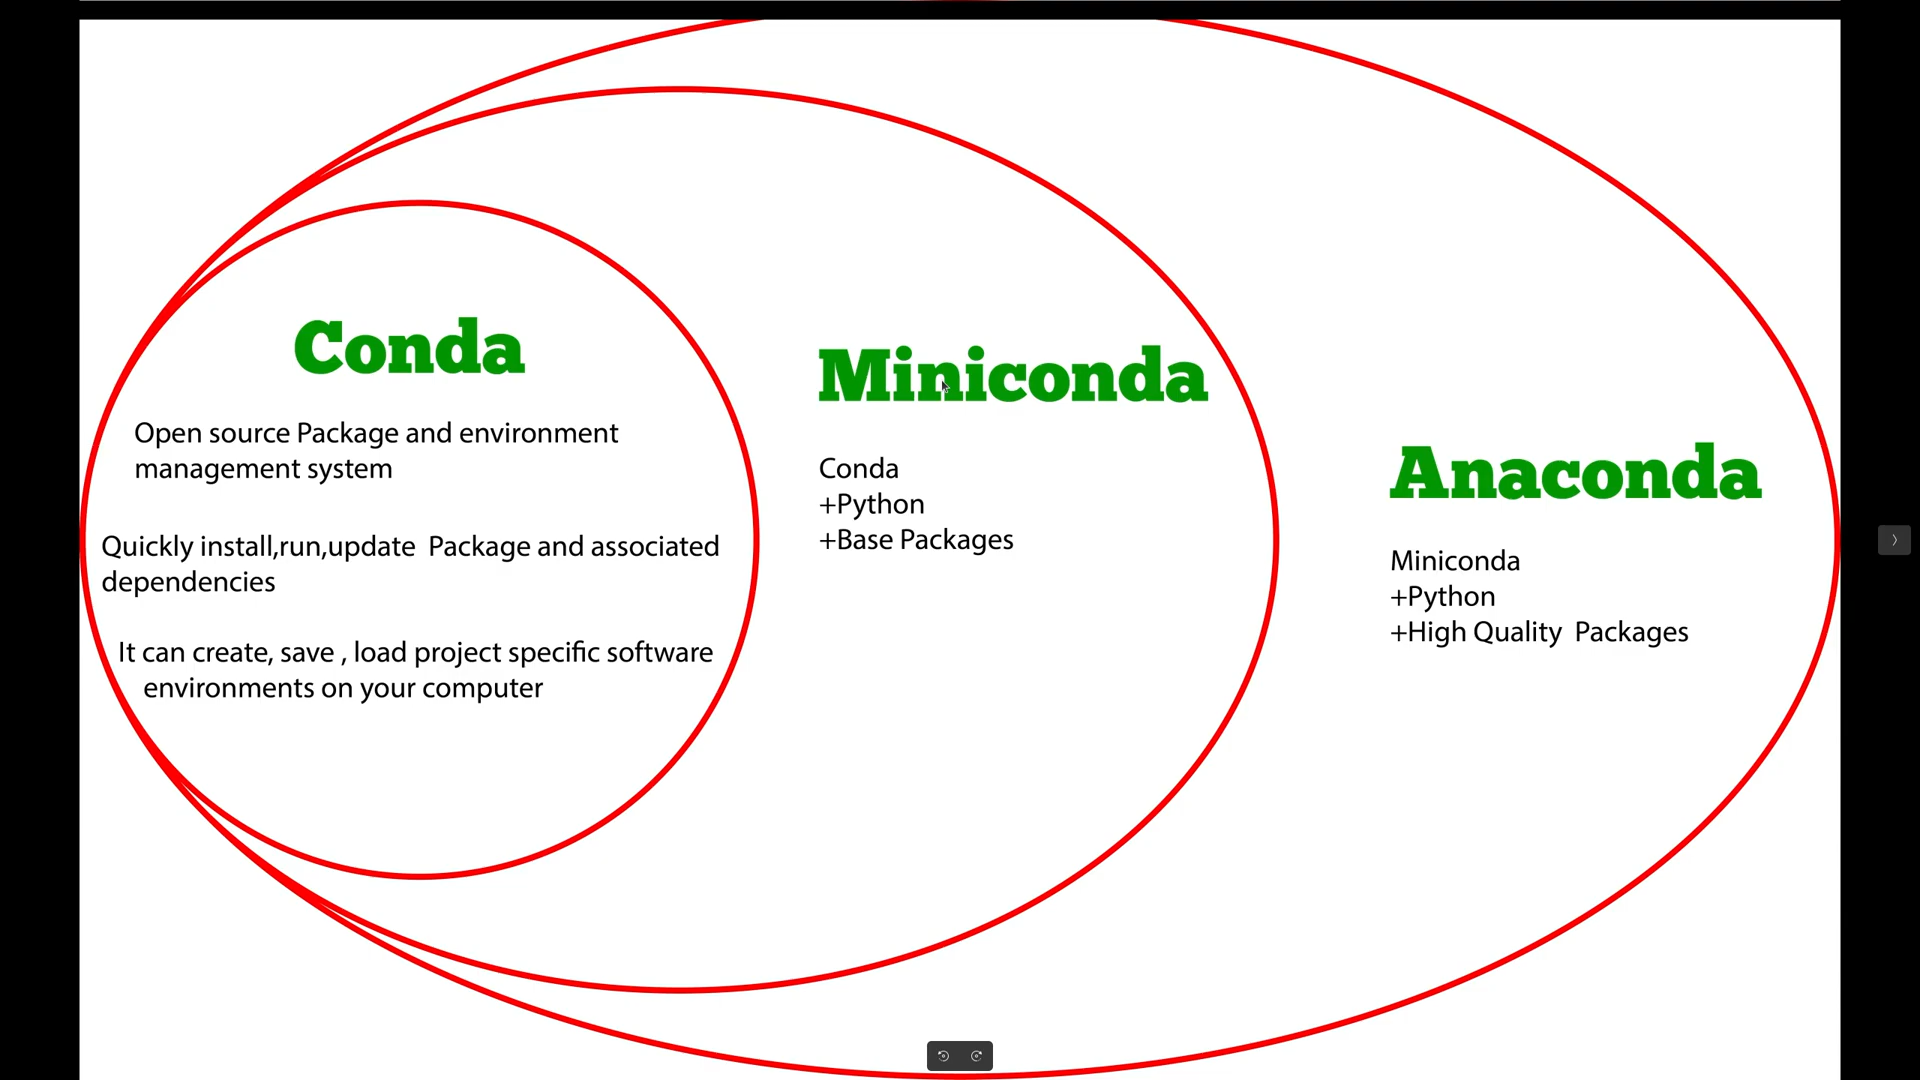 Conda
Open source Package and environment
management system
Quickly install,run,update  Package and associated
dependencies
It can create, save , load project specific software
environments on your computer
Miniconda
Conda
+Python
+Base Packages
Anaconda
Miniconda
+Python
+High Quality  Packages